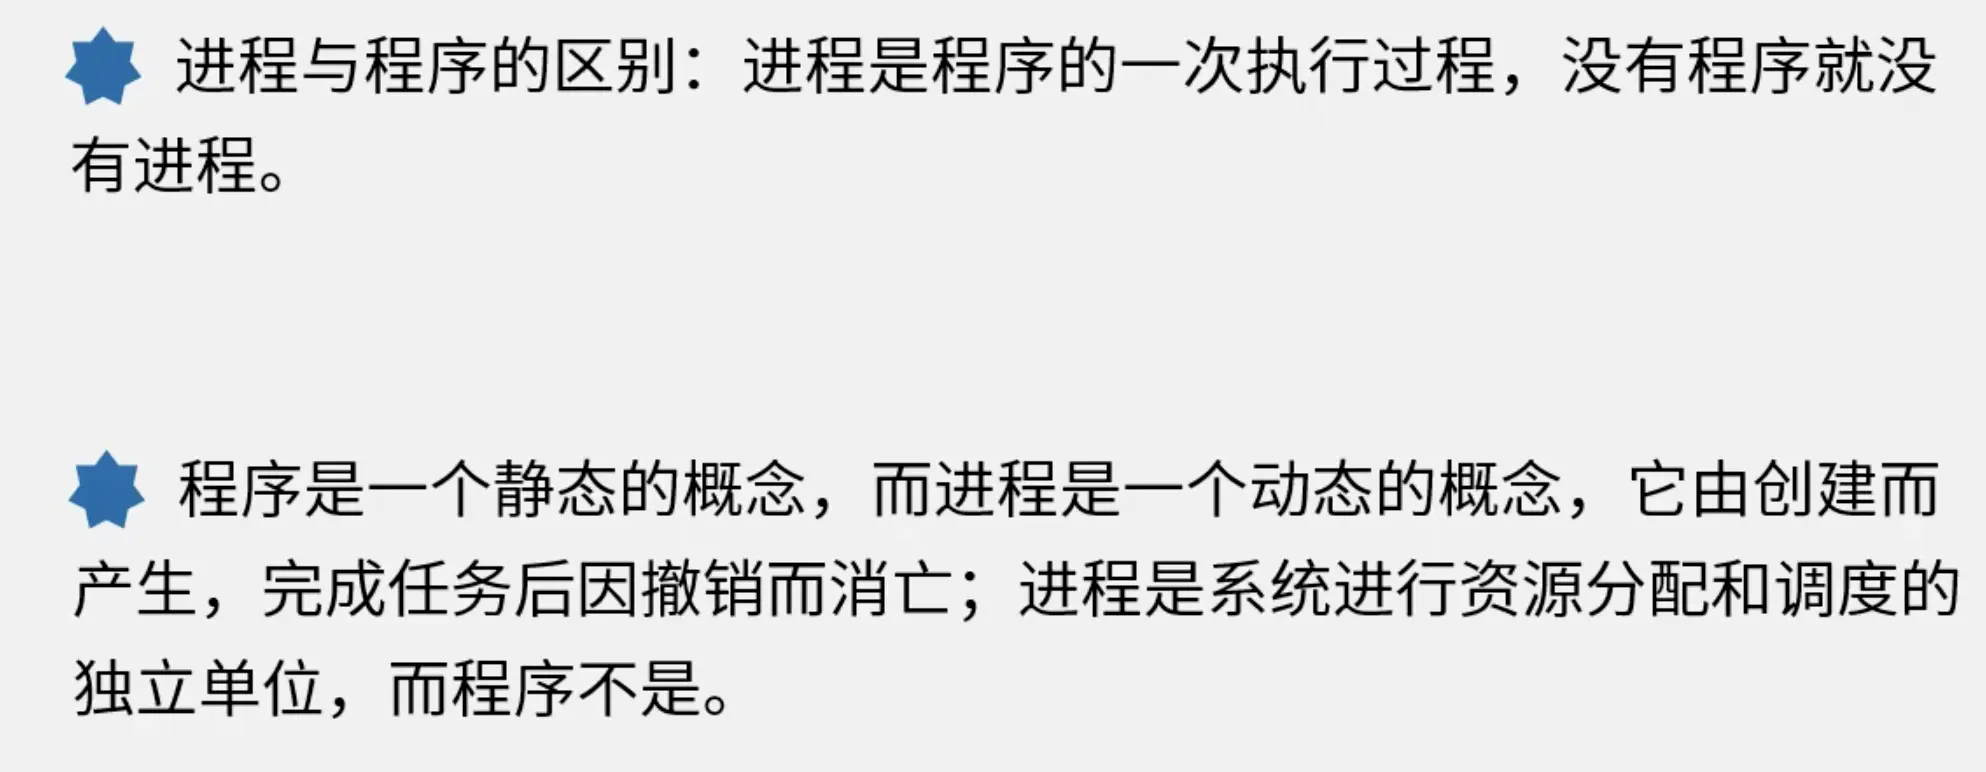 进程与程序的区别：进程是程序的一次执行过程，没有程序就没
有进程。
程序是一个静态的概念，而进程是一个动态的概念，它由创建而
产生，完成任务后因撤销而消亡；进程是系统进行资源分配和调度的
独立单位，而程序不是。